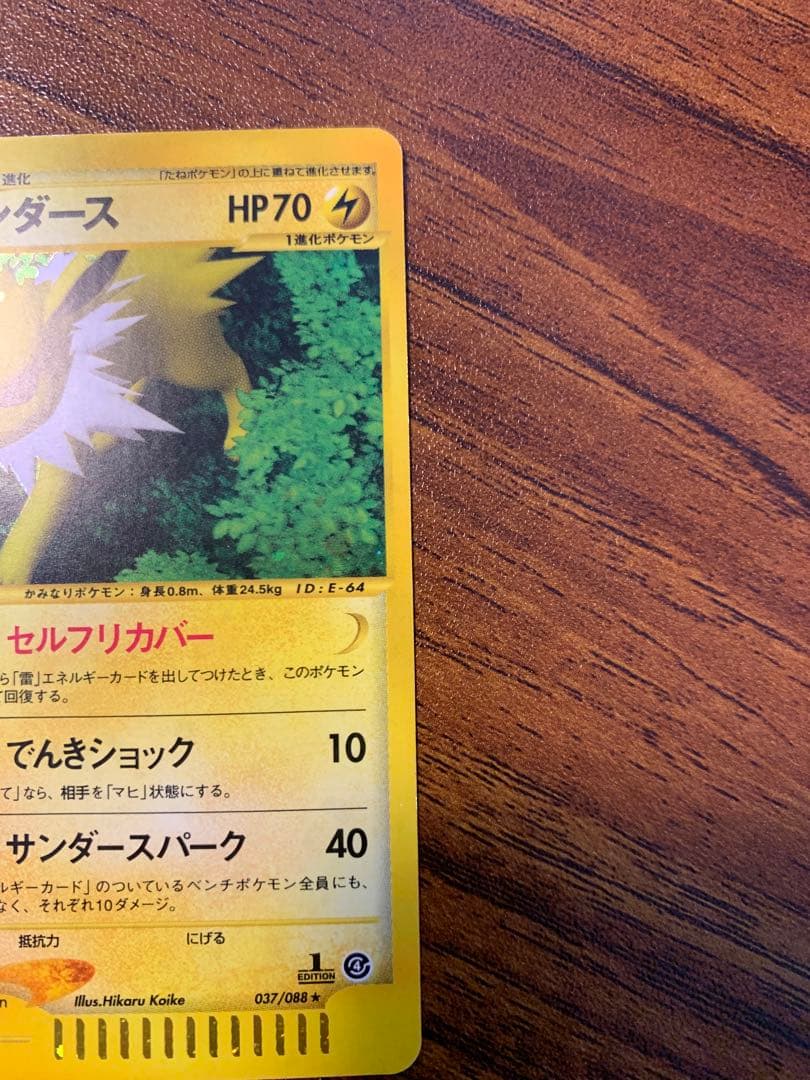 進化 「たねポケモン」の上に重ねて進化させます。
ンダース HP70
1進化ポケモン
かみなりポケモン：身長0.8m、体重24.5kg ID：E-64
セルフリカバー
ら「雷」エネルギーカードを出してつけたとき、このポケモン
て回復する。
でんきショック 10
て」なら、相手を「マヒ」状態にする。
サンダースパーク 40
ルギーカード」のついているベンチポケモン全員にも、
なく、それぞれ10ダメージ。
抵抗力 にげる
1 EDITION 4
Illus.Hikaru Koike 037/088★